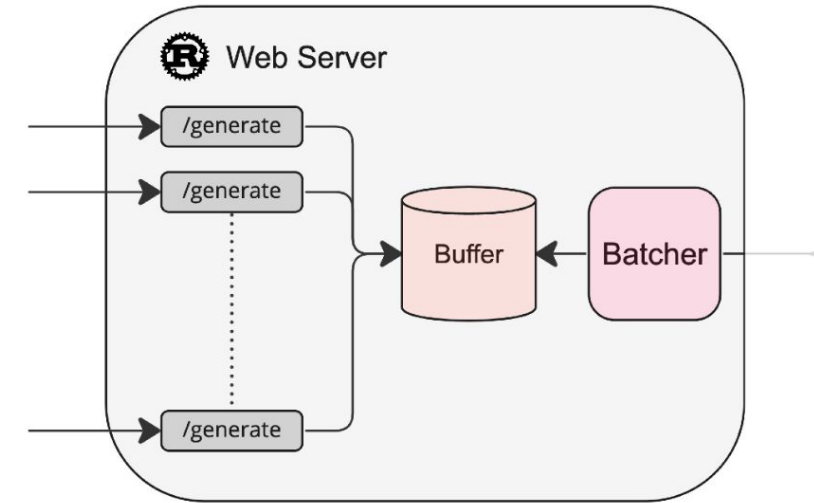 R Web Server
/generate
/generate
Buffer
Batcher
/generate